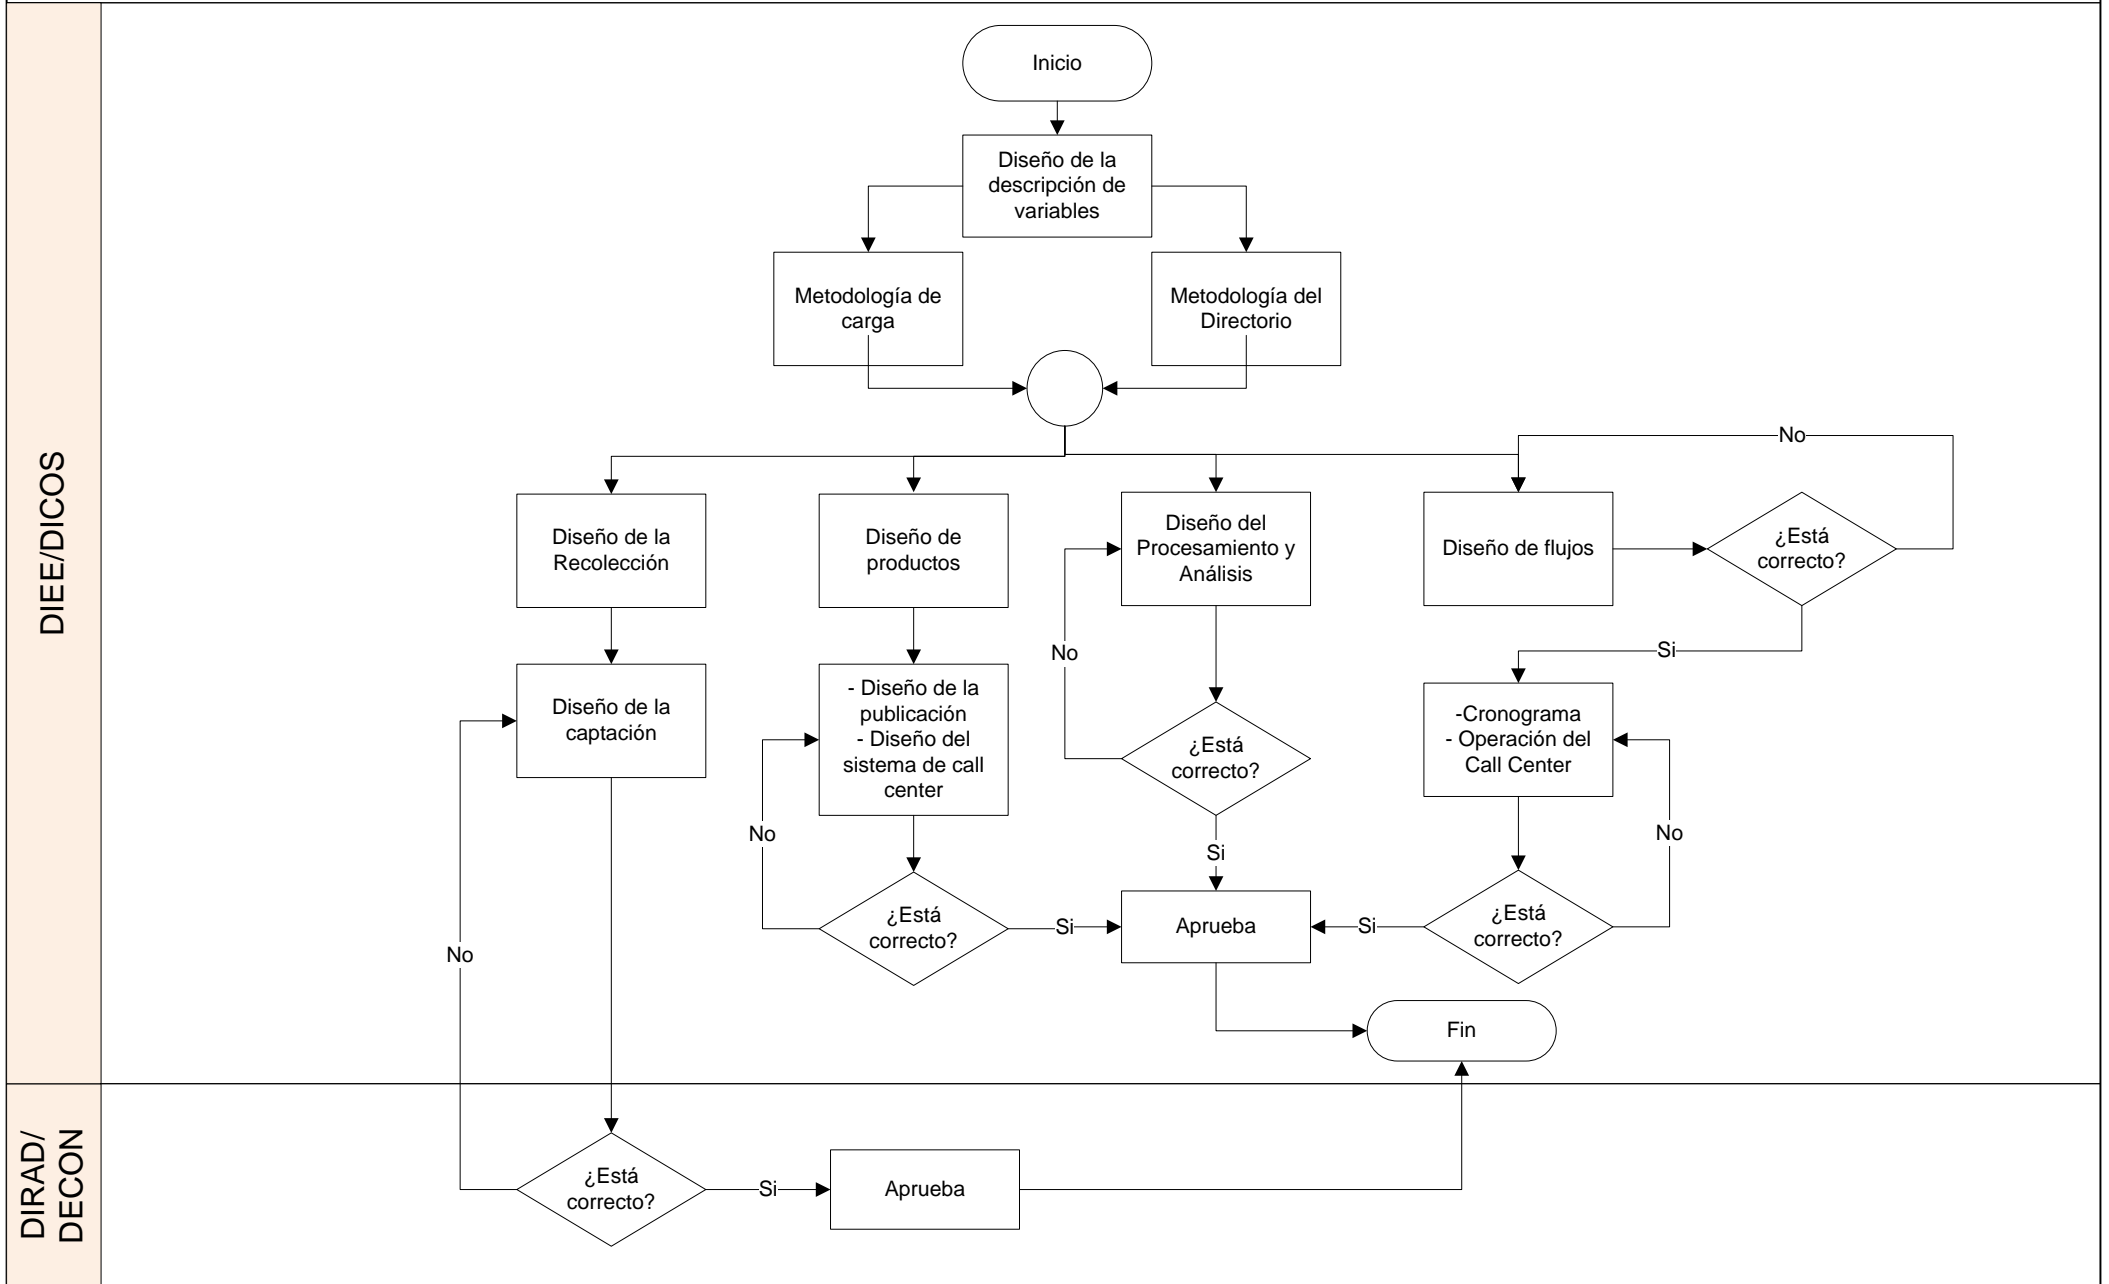 Inicio
Diseño de la
descripción de
variables
Metodología de
carga
Metodología del
Directorio
DIEE/DICOS
No
Diseño de la
Recolección
Diseño de
productos
Diseño del
Procesamiento y
Análisis
Diseño de flujos
¿Está
correcto?
No
Si
Diseño de la
captación
- Diseño de la
publicación
- Diseño del
sistema de call
center
¿Está
correcto?
-Cronograma
- Operación del
Call Center
No
No
Si
¿Está
correcto?
Si
Aprueba
Si
¿Está
correcto?
No
Fin
DIRAD/
DECON
¿Está
correcto?
Si
Aprueba